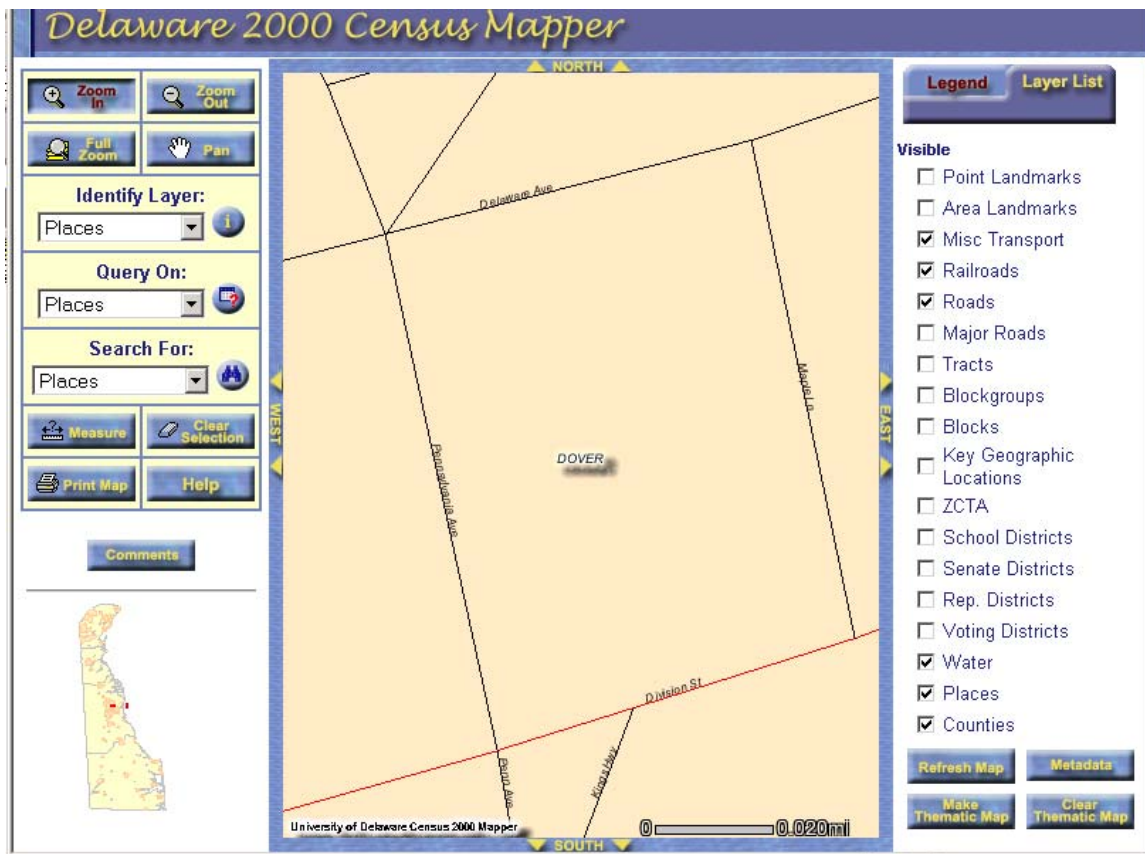 Delaware 2000 Census Mapper
Zoom In
Zoom Out
Full Zoom
Pan
Identify Layer:
Places
Query On:
Places
Search For:
Places
Measure
Clear Selection
Print Map
Help
Comments
NORTH
WEST
EAST
SOUTH
Delaware Ave
Maple Ln
Pennsylvania Ave
DOVER
Division St
Penn Ave
Kings Hwy
University of Delaware Census 2000 Mapper
0 0.020mi
Legend
Layer List
Visible
Point Landmarks
Area Landmarks
Misc Transport
Railroads
Roads
Major Roads
Tracts
Blockgroups
Blocks
Key Geographic
Locations
ZCTA
School Districts
Senate Districts
Rep. Districts
Voting Districts
Water
Places
Counties
Refresh Map
Metadata
Make
Thematic Map
Clear
Thematic Map